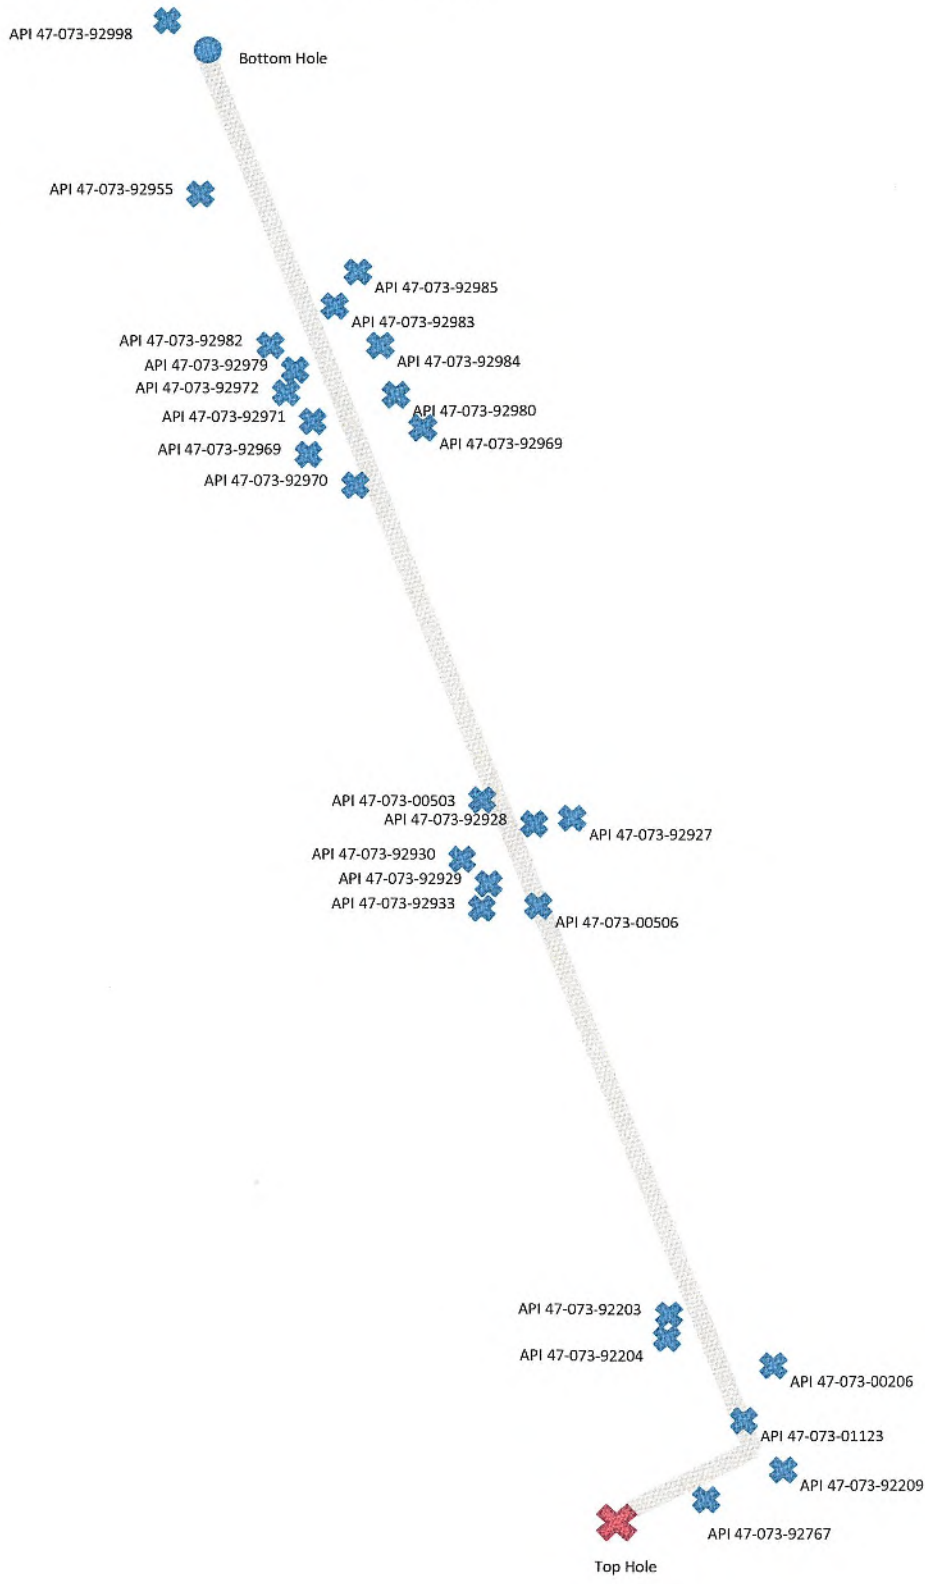 API 47-073-92998
Bottom Hole
API 47-073-92955
API 47-073-92985
API 47-073-92983
API 47-073-92982
API 47-073-92984
API 47-073-92979
API 47-073-92972
API 47-073-92980
API 47-073-92971
API 47-073-92969
API 47-073-92969
API 47-073-92970
API 47-073-00503
API 47-073-92928
API 47-073-92927
API 47-073-92930
API 47-073-92929
API 47-073-92933
API 47-073-00506
API 47-073-92203
API 47-073-92204
API 47-073-00206
API 47-073-01123
API 47-073-92209
API 47-073-92767
Top Hole